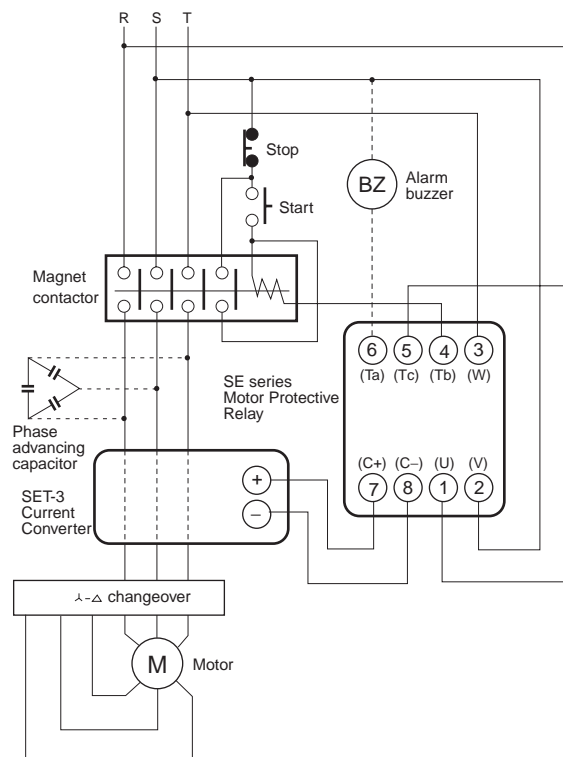 R S T
Stop
BZ
Alarm
buzzer
Start
Magnet
contactor
6 5 4 3
(Ta) (Tc) (Tb) (W)
SE series
Motor Protective
Relay
Phase
advancing
capacitor
(C+) (C−) (U) (V)
7 8 1 2
+
−
SET-3
Current
Converter
⅄-△ changeover
M
Motor